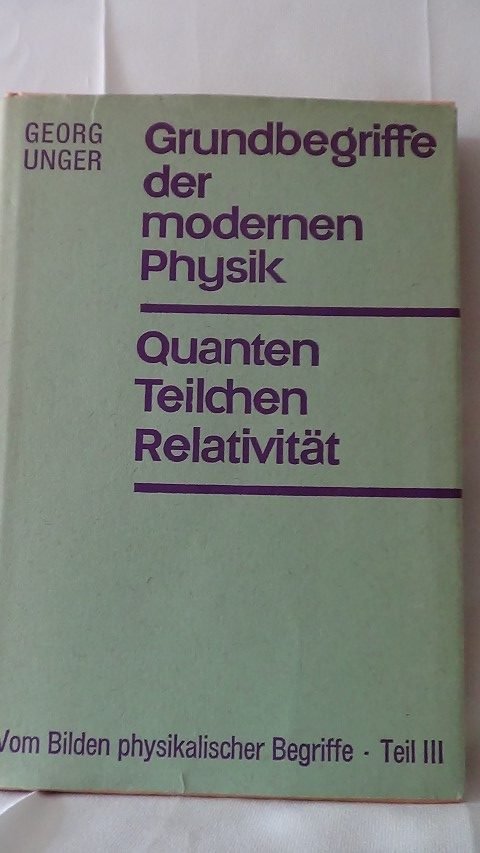 GEORG
UNGER
Grundbegriffe
der
modernen
Physik
Quanten
Teilchen
Relativität
Vom Bilden physikalischer Begriffe · Teil III